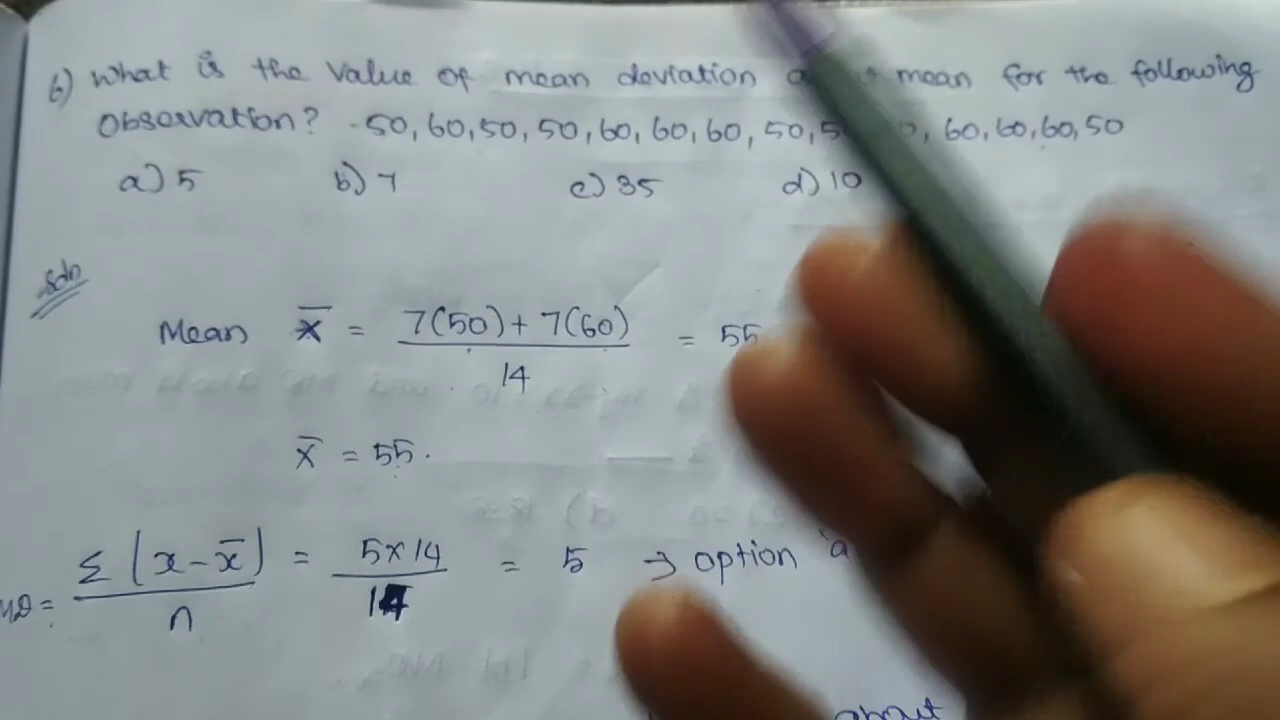 6) What is the value of mean deviation mean for the following
Observation? 50, 60, 50, 50, 60, 60, 60, 50, 60, 60, 60, 50
a) 5 b) 7 c) 35 d) 10
Soln
Mean x̄ = 7(50) + 7(60) / 14 = 55
x̄ = 55.
MD = Σ |x - x̄| / n = 5x14 / 14 = 5 → option 'a
about